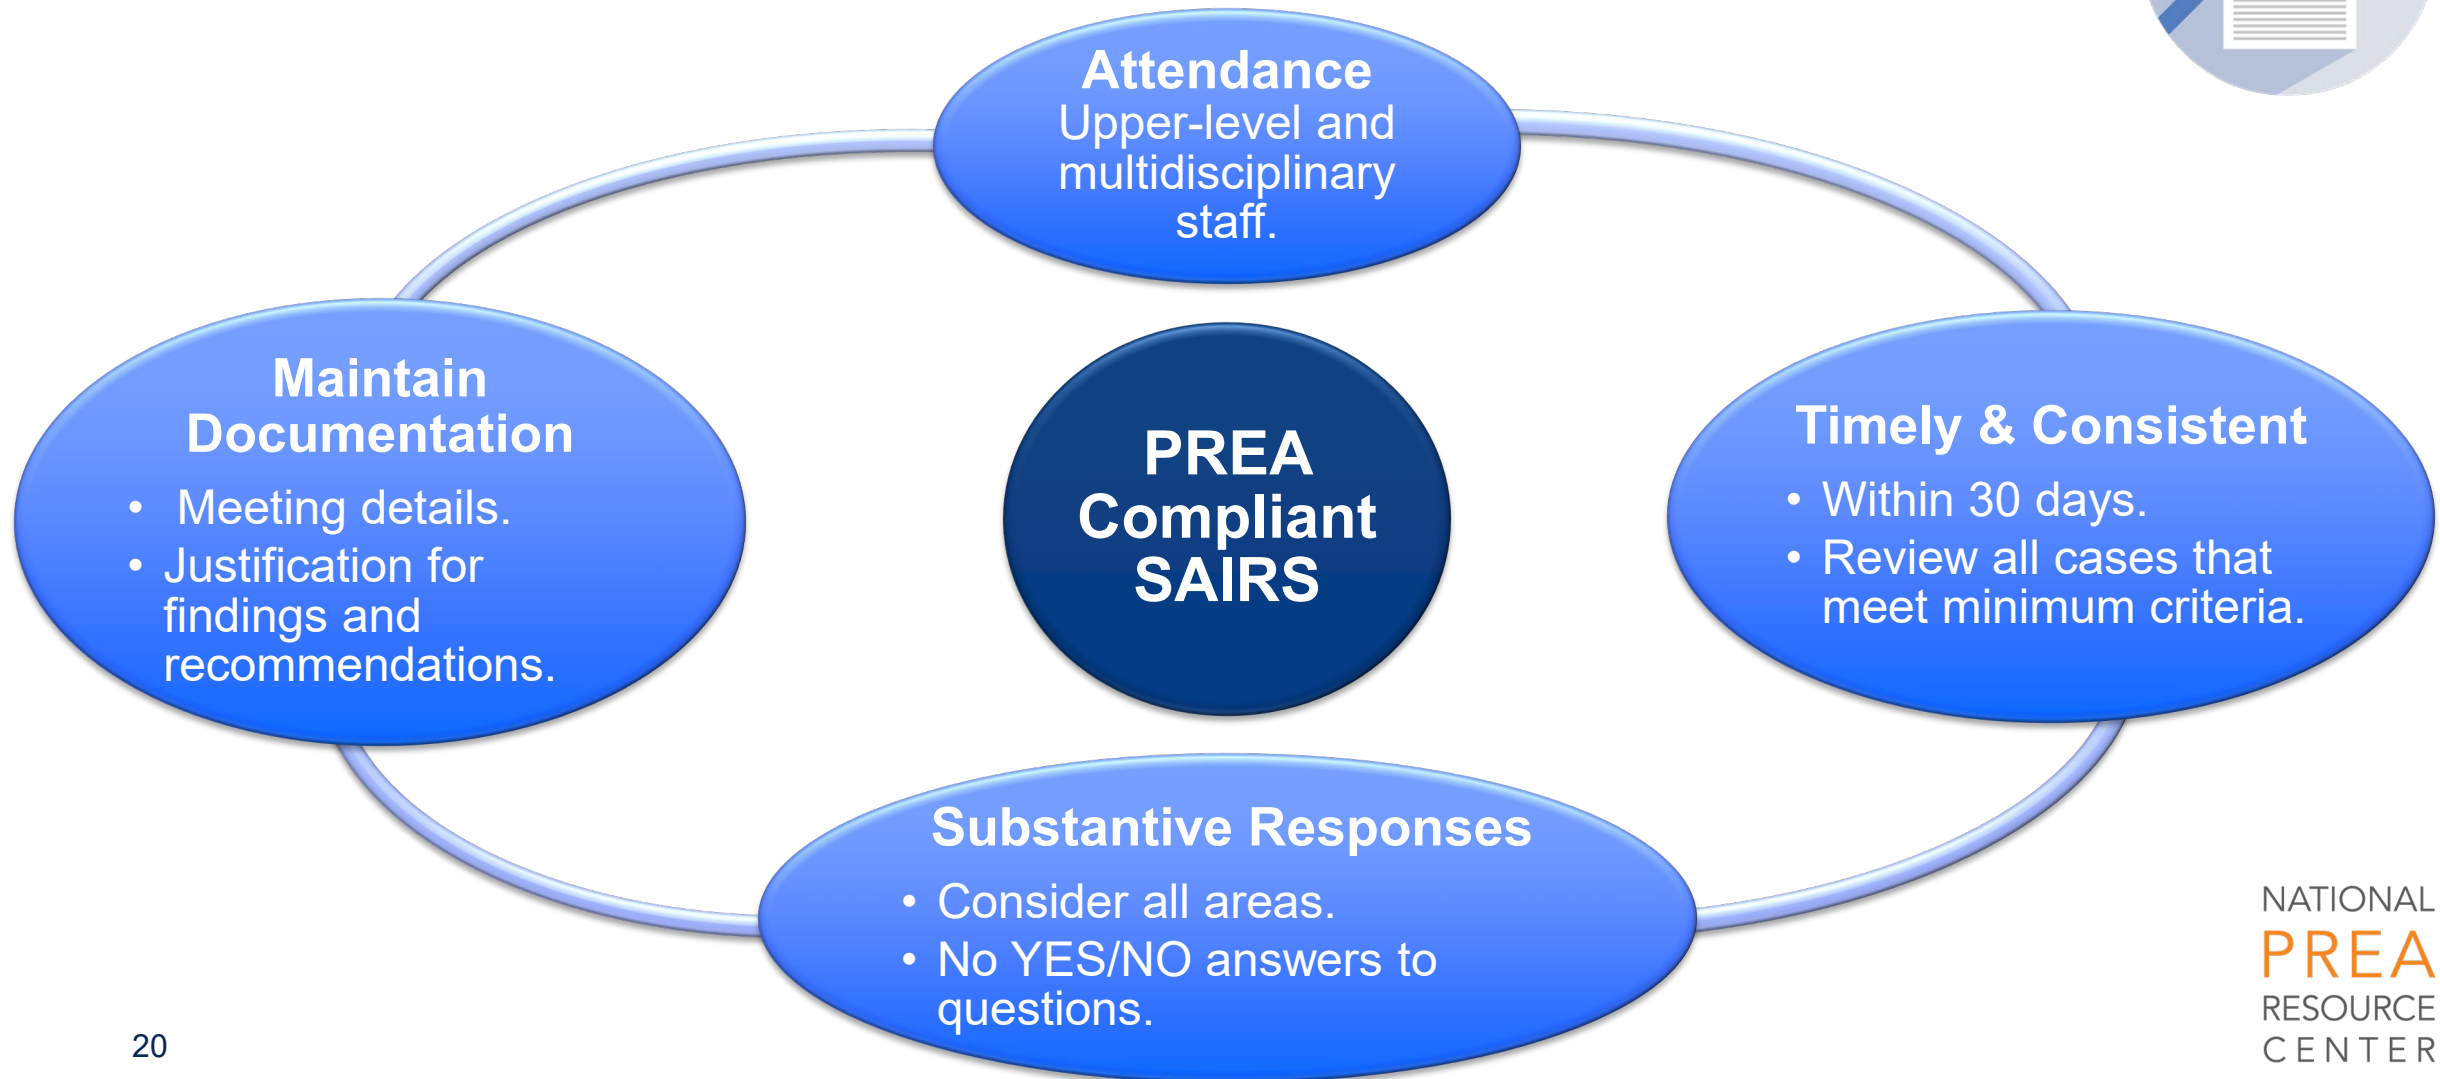 Attendance
Upper-level and
multidisciplinary
staff.
Maintain
Documentation
• Meeting details.
• Justification for
findings and
recommendations.
PREA
Compliant
SAIRS
Timely & Consistent
• Within 30 days.
• Review all cases that
meet minimum criteria.
Substantive Responses
• Consider all areas.
• No YES/NO answers to
questions.
20
NATIONAL
PREA
RESOURCE
CENTER